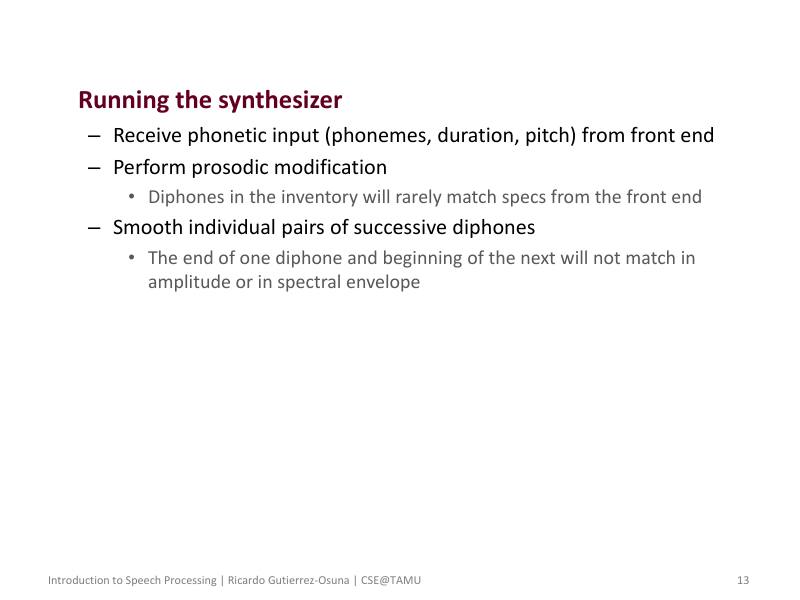 Running the synthesizer
– Receive phonetic input (phonemes, duration, pitch) from front end
– Perform prosodic modification
• Diphones in the inventory will rarely match specs from the front end
– Smooth individual pairs of successive diphones
• The end of one diphone and beginning of the next will not match in
amplitude or in spectral envelope
Introduction to Speech Processing | Ricardo Gutierrez-Osuna | CSE@TAMU 13